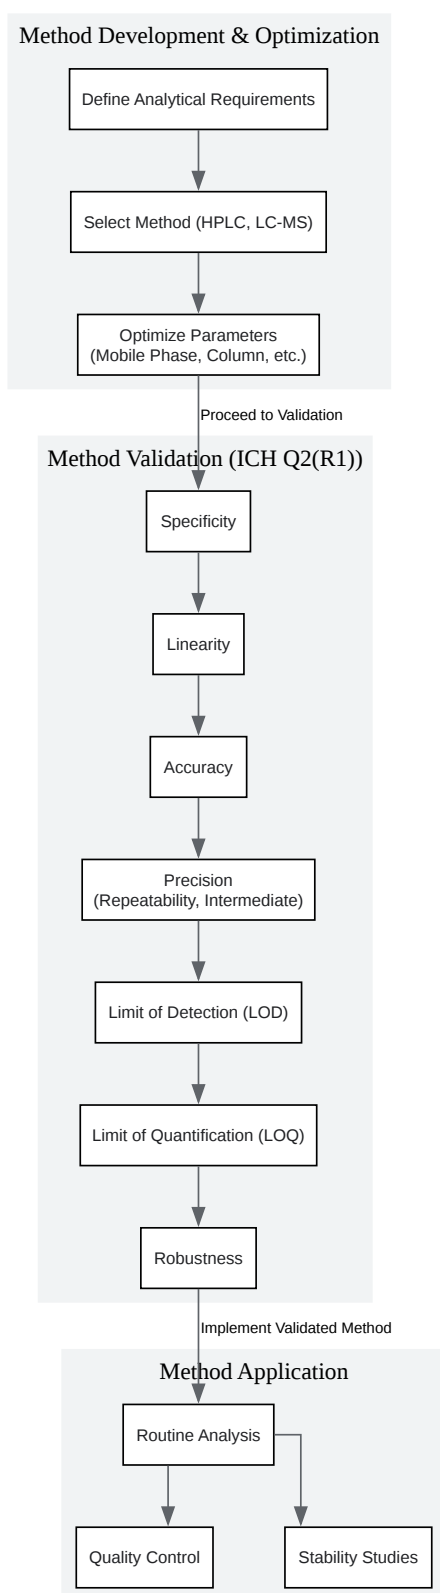 Method Development & Optimization
Define Analytical Requirements
Select Method (HPLC, LC-MS)
Optimize Parameters
(Mobile Phase, Column, etc.)
Proceed to Validation
Method Validation (ICH Q2(R1))
Specificity
Linearity
Accuracy
Precision
(Repeatability, Intermediate)
Limit of Detection (LOD)
Limit of Quantification (LOQ)
Robustness
Implement Validated Method
Method Application
Routine Analysis
Quality Control
Stability Studies